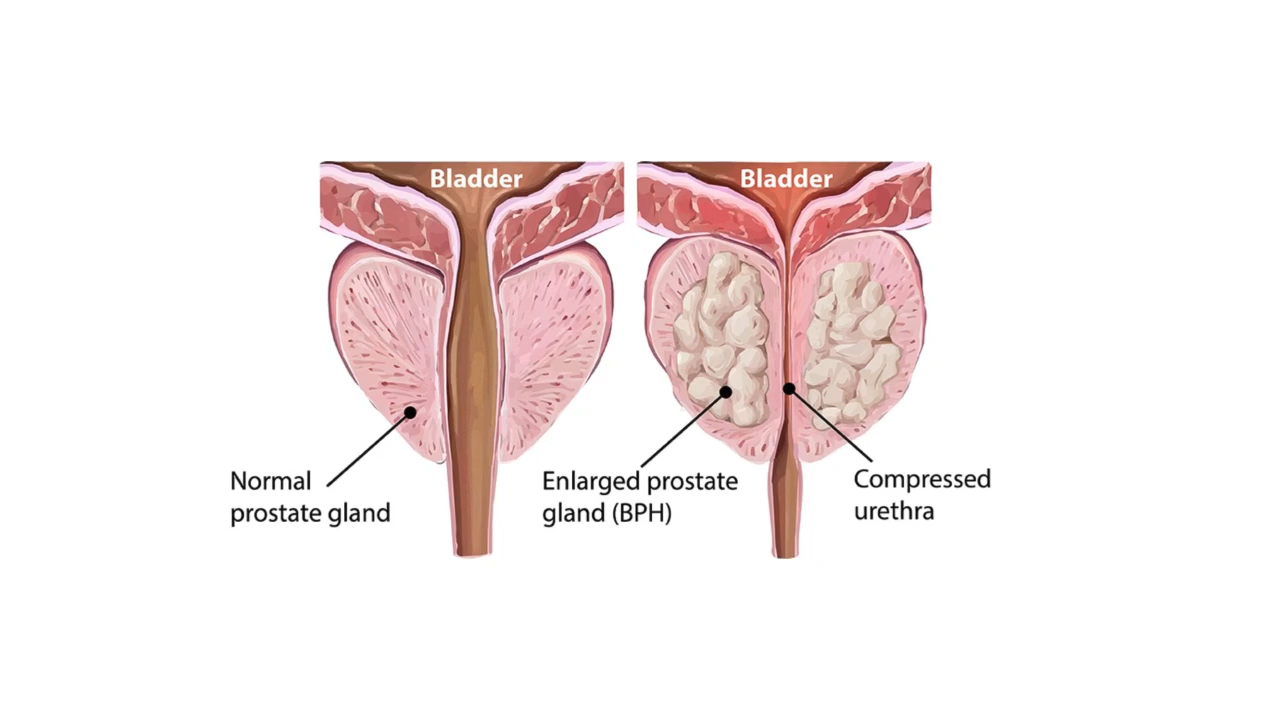 Bladder
Bladder
Normal
prostate gland
Enlarged prostate
gland (BPH)
Compressed
urethra